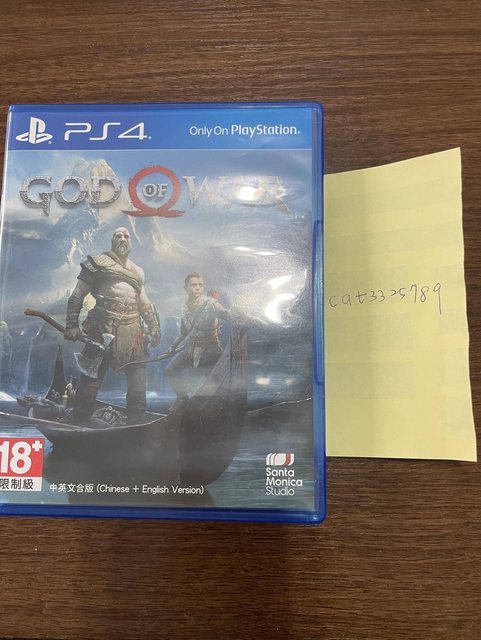 PS4
Only On PlayStation.
GOD OF WAR
cat3325789
18+
限制級
中英文合版 (Chinese + English Version)
Santa
Monica
Studio